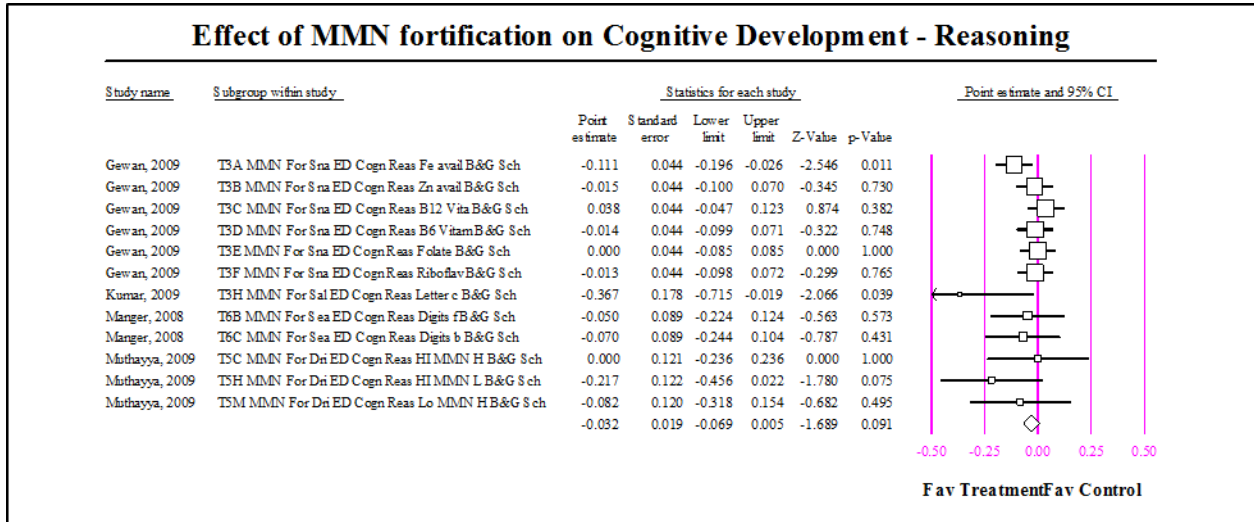 Effect of MMN fortification on Cognitive Development - Reasoning
Study name Subgroup within study Statistics for each study Point estimate and 95% CI
Point Standard Lower Upper
estimate error limit limit Z-Value p-Value
Gewan, 2009 T3A MMN For Sna ED Cogn Reas Fe avail B&G Sch -0.111 0.044 -0.196 -0.026 -2.546 0.011
Gewan, 2009 T3B MMN For Sna ED Cogn Reas Zn avail B&G Sch -0.015 0.044 -0.100 0.070 -0.345 0.730
Gewan, 2009 T3C MMN For Sna ED Cogn Reas B12 Vita B&G Sch 0.038 0.044 -0.047 0.123 0.874 0.382
Gewan, 2009 T3D MMN For Sna ED Cogn Reas B6 Vitam B&G Sch -0.014 0.044 -0.099 0.071 -0.322 0.748
Gewan, 2009 T3E MMN For Sna ED Cogn Reas Folate B&G Sch 0.000 0.044 -0.085 0.085 0.000 1.000
Gewan, 2009 T3F MMN For Sna ED Cogn Reas Riboflav B&G Sch -0.013 0.044 -0.098 0.072 -0.299 0.765
Kumar, 2009 T3H MMN For Sal ED Cogn Reas Letter c B&G Sch -0.367 0.178 -0.715 -0.019 -2.066 0.039
Manger, 2008 T6B MMN For Sea ED Cogn Reas Digits f B&G Sch -0.050 0.089 -0.224 0.124 -0.563 0.573
Manger, 2008 T6C MMN For Sea ED Cogn Reas Digits b B&G Sch -0.070 0.089 -0.244 0.104 -0.787 0.431
Muthayya, 2009 T5C MMN For Dri ED Cogn Reas HI MMN H B&G Sch 0.000 0.121 -0.236 0.236 0.000 1.000
Muthayya, 2009 T5H MMN For Dri ED Cogn Reas HI MMN L B&G Sch -0.217 0.122 -0.456 0.022 -1.780 0.075
Muthayya, 2009 T5M MMN For Dri ED Cogn Reas Lo MMN H B&G Sch -0.082 0.120 -0.318 0.154 -0.682 0.495
-0.032 0.019 -0.069 0.005 -1.689 0.091
-0.50 -0.25 0.00 0.25 0.50
Fav Treatment Fav Control